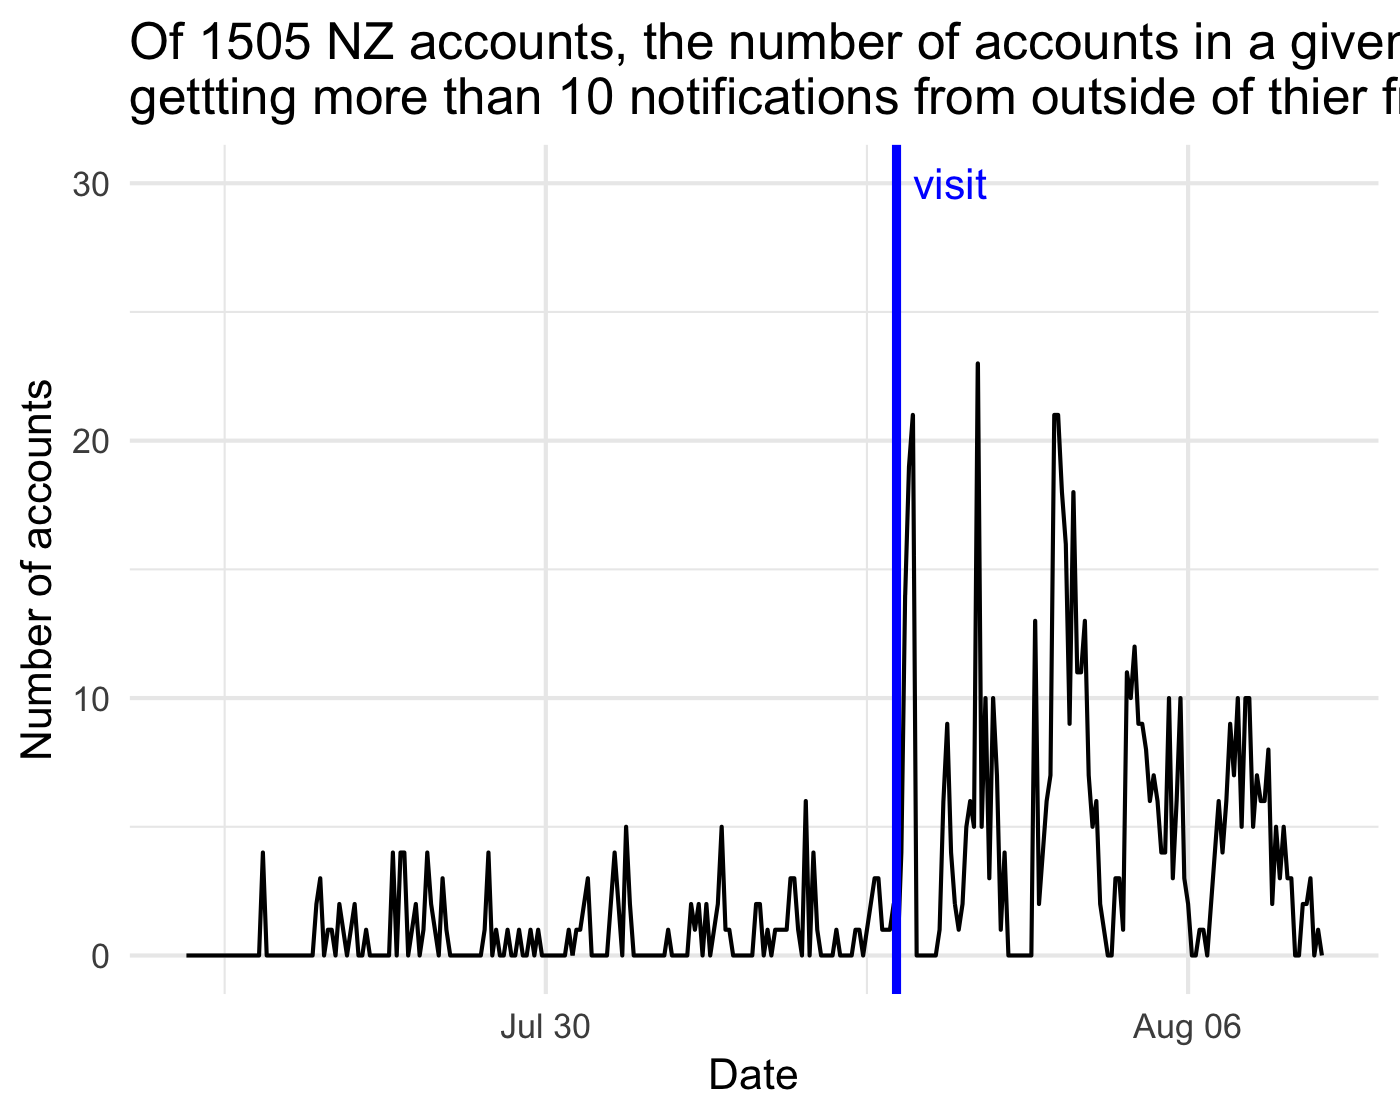 Of 1505 NZ accounts, the number of accounts in a given
gettting more than 10 notifications from outside of thier fr
30
visit
20
10
0
Number of accounts
Jul 30
Aug 06
Date